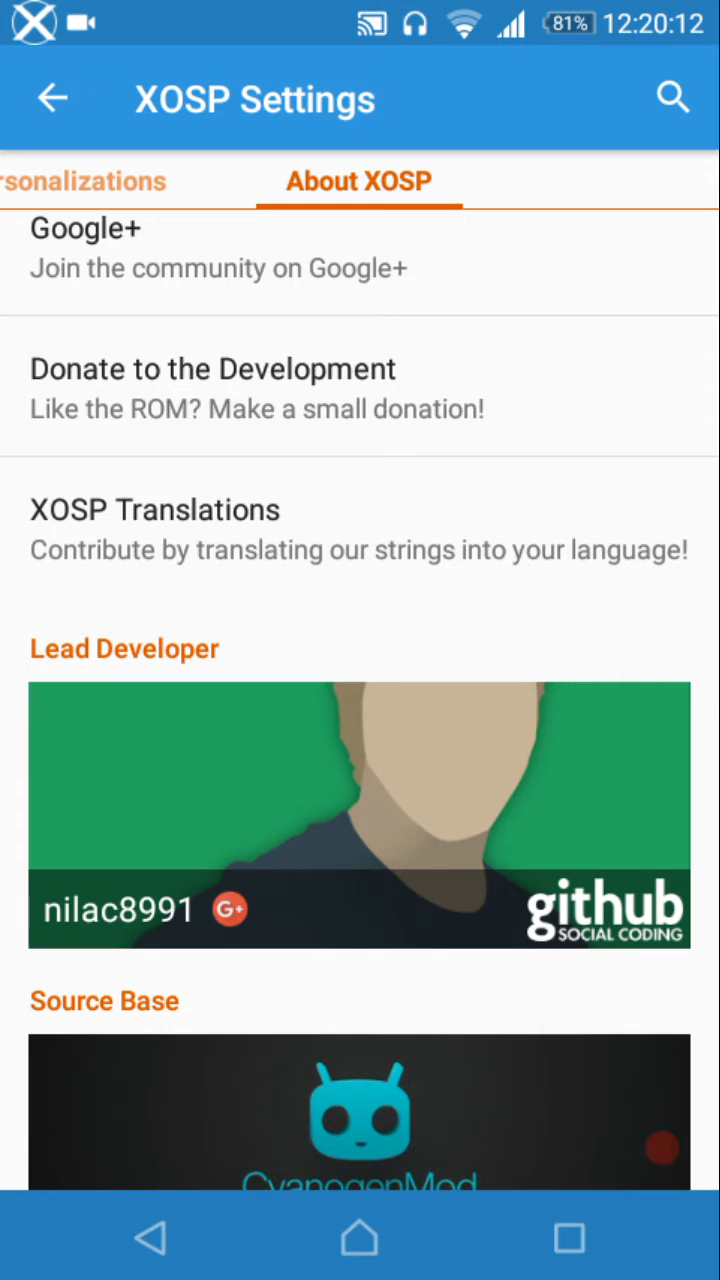 81% 12:20:12
XOSP Settings
rsonalizations About XOSP
Google+
Join the community on Google+
Donate to the Development
Like the ROM? Make a small donation!
XOSP Translations
Contribute by translating our strings into your language!
Lead Developer
nilac8991 G+ github
SOCIAL CODING
Source Base
CyanogenMod